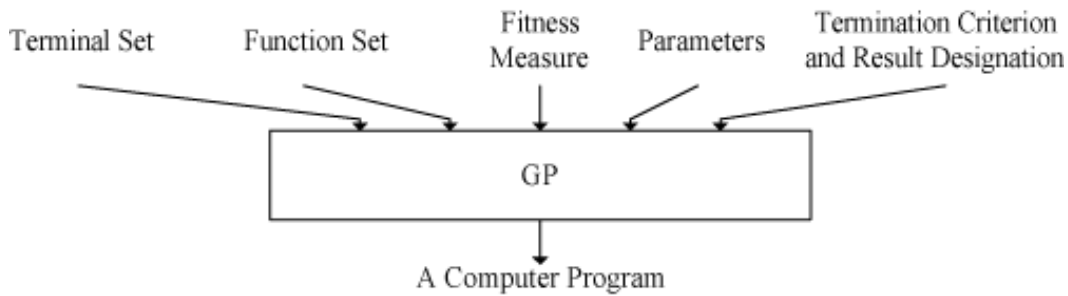 Terminal Set
Function Set
Fitness
Measure
Parameters
Termination Criterion
and Result Designation
GP
A Computer Program